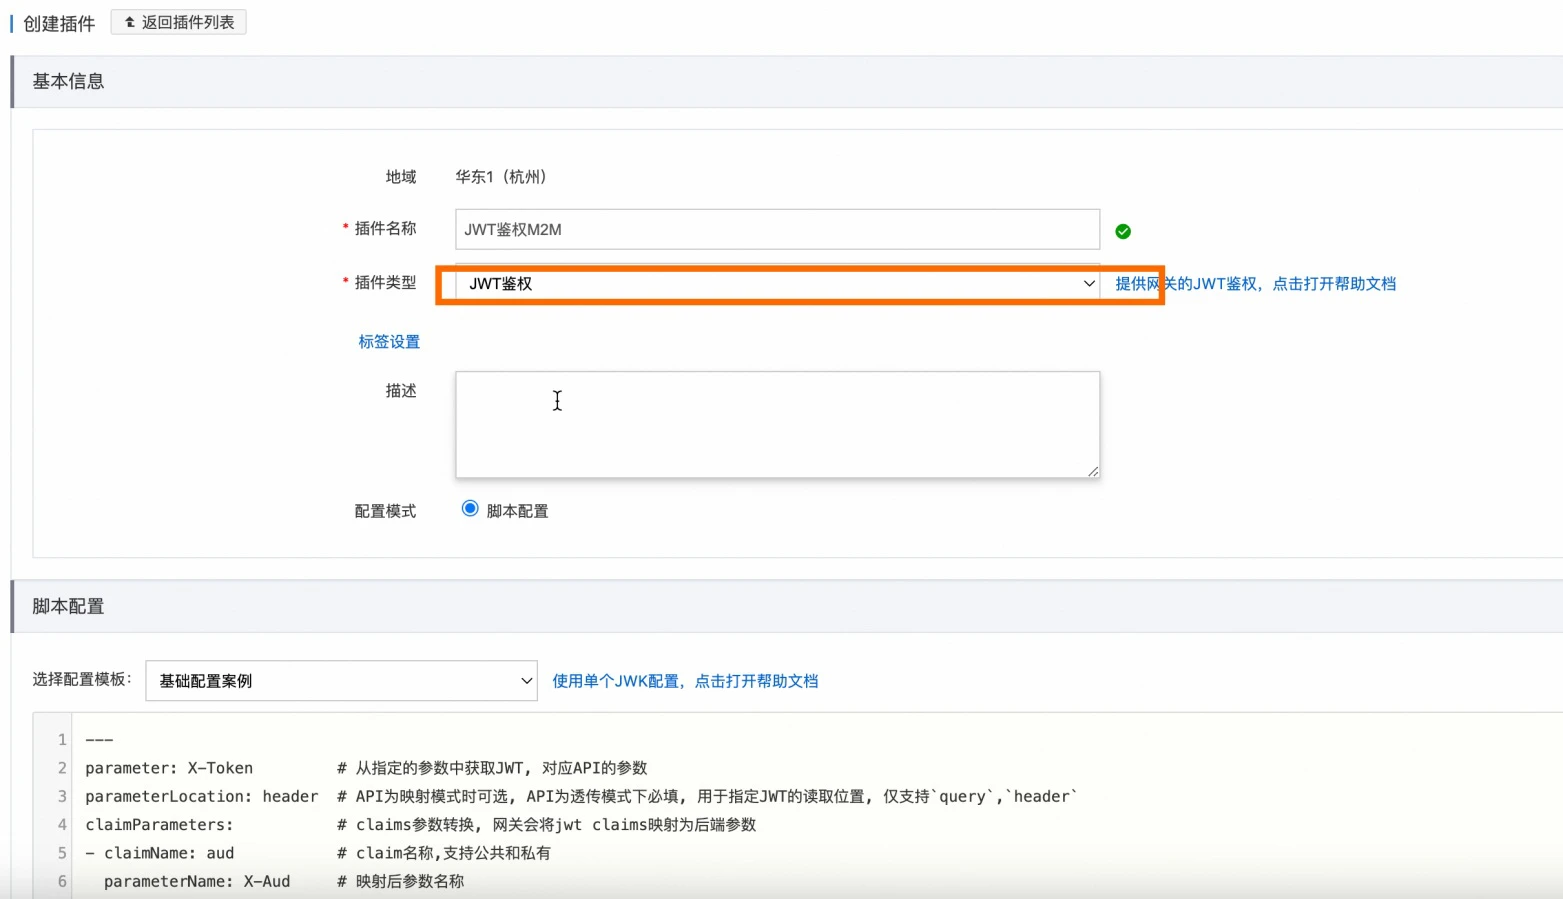 创建插件 返回插件列表
基本信息
地域 华东1（杭州）
* 插件名称 JWT鉴权M2M
* 插件类型 JWT鉴权 提供网关的JWT鉴权，点击打开帮助文档
标签设置
描述
配置模式 脚本配置
脚本配置
选择配置模板： 基础配置案例 使用单个JWK配置，点击打开帮助文档
1 ---
2 parameter: X-Token # 从指定的参数中获取JWT, 对应API的参数
3 parameterLocation: header # API为映射模式时可选, API为透传模式下必填, 用于指定JWT的读取位置, 仅支持`query`,`header`
4 claimParameters: # claims参数转换, 网关会将jwt claims映射为后端参数
5 - claimName: aud # claim名称,支持公共和私有
6 parameterName: X-Aud # 映射后参数名称